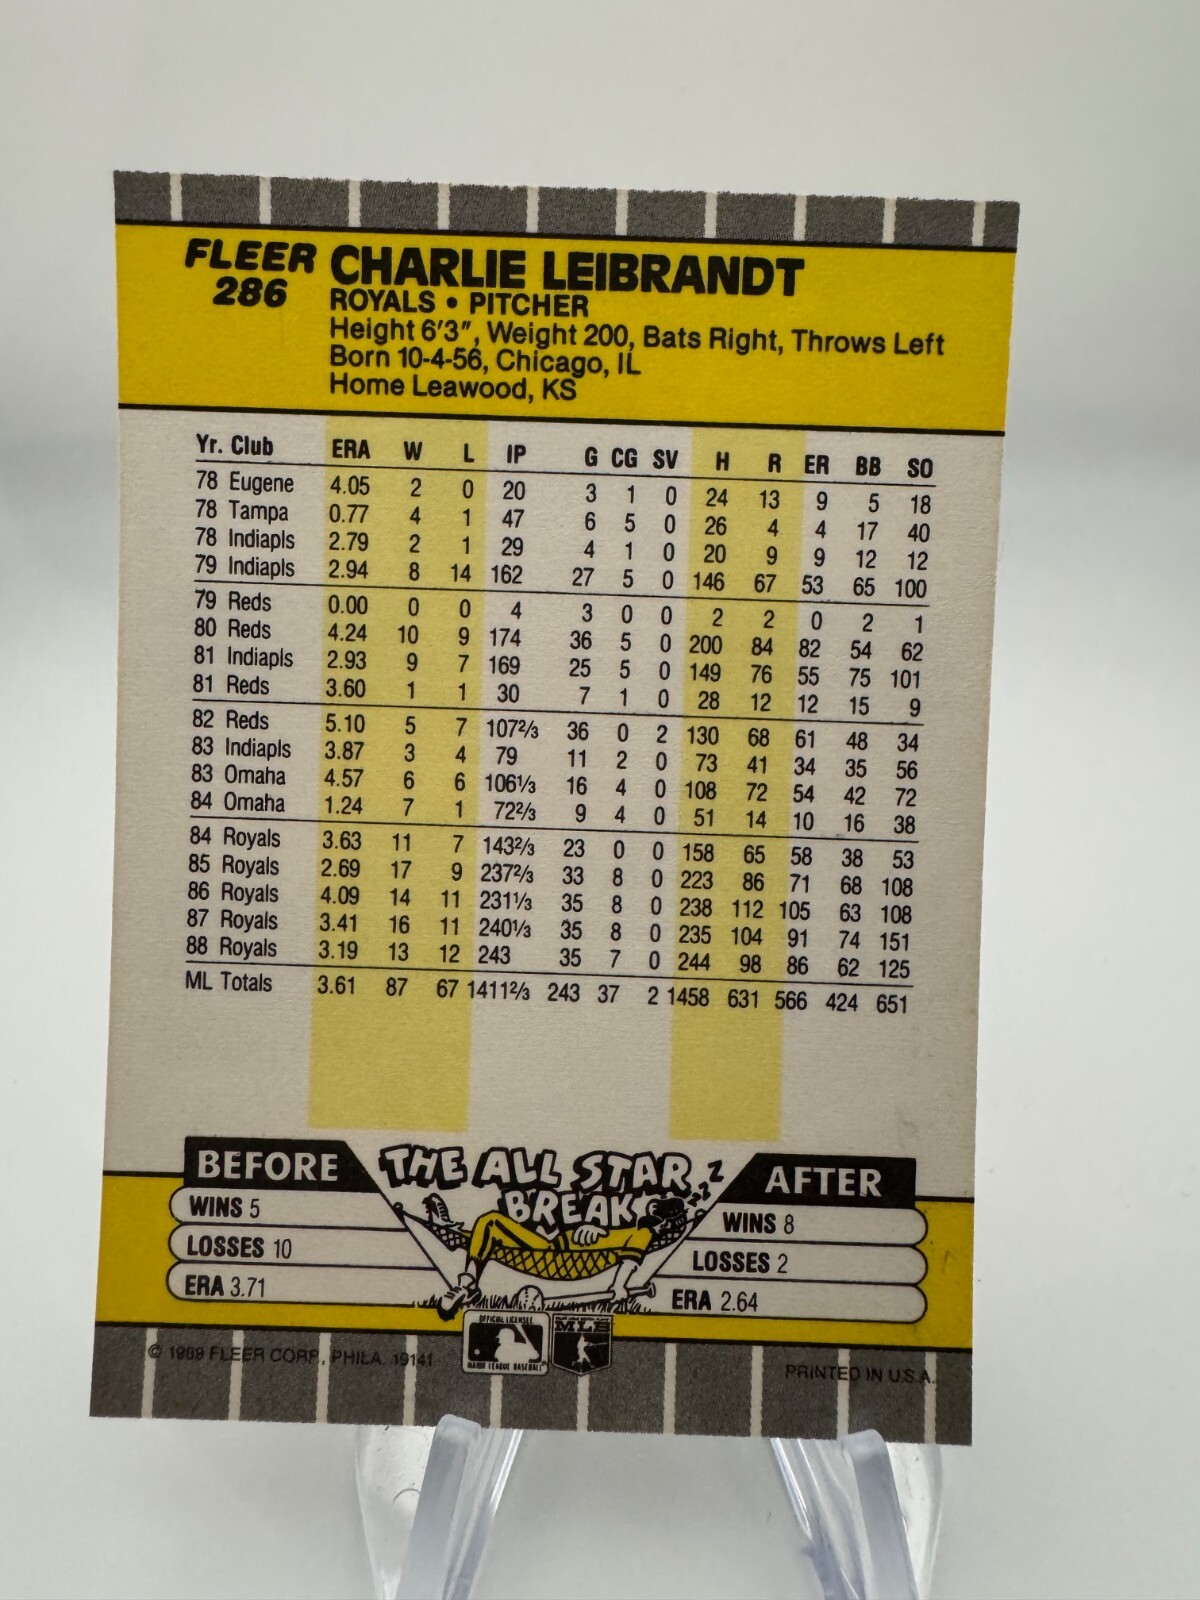 FLEER
286
CHARLIE LEIBRANDT
ROYALS • PITCHER
Height 6'3", Weight 200, Bats Right, Throws Left
Born 10-4-56, Chicago, IL
Home Leawood, KS
Yr. Club ERA W L IP G CG SV H R ER BB SO
78 Eugene 4.05 2 0 20 3 1 0 24 13 9 5 18
78 Tampa 0.77 4 1 47 6 5 0 26 4 4 17 40
78 Indiapls 2.79 2 1 29 4 1 0 20 9 9 12 12
79 Indiapls 2.94 8 14 162 27 5 0 146 67 53 65 100
79 Reds 0.00 0 0 4 3 0 0 2 2 0 2 1
80 Reds 4.24 10 9 174 36 5 0 200 84 82 54 62
81 Indiapls 2.93 9 7 169 25 5 0 149 76 55 75 101
81 Reds 3.60 1 1 30 7 1 0 28 12 12 15 9
82 Reds 5.10 5 7 107⅔ 36 0 2 130 68 61 48 34
83 Indiapls 3.87 3 4 79 11 2 0 73 41 34 35 56
83 Omaha 4.57 6 6 106⅓ 16 4 0 108 72 54 42 72
84 Omaha 1.24 7 1 72⅔ 9 4 0 51 14 10 16 38
84 Royals 3.63 11 7 143⅔ 23 0 0 158 65 58 38 53
85 Royals 2.69 17 9 237⅔ 33 8 0 223 86 71 68 108
86 Royals 4.09 14 11 231⅓ 35 8 0 238 112 105 63 108
87 Royals 3.41 16 11 240⅓ 35 8 0 235 104 91 74 151
88 Royals 3.19 13 12 243 35 7 0 244 98 86 62 125
ML Totals 3.61 87 67 1411⅔ 243 37 2 1458 631 566 424 651
BEFORE
WINS 5
LOSSES 10
ERA 3.71
THE ALL STAR
BREAK
ZZZZ
AFTER
WINS 8
LOSSES 2
ERA 2.64
OFFICIAL LICENSEE
MAJOR LEAGUE BASEBALL
MLB
© 1989 FLEER CORP., PHILA. 19141
PRINTED IN U.S.A.